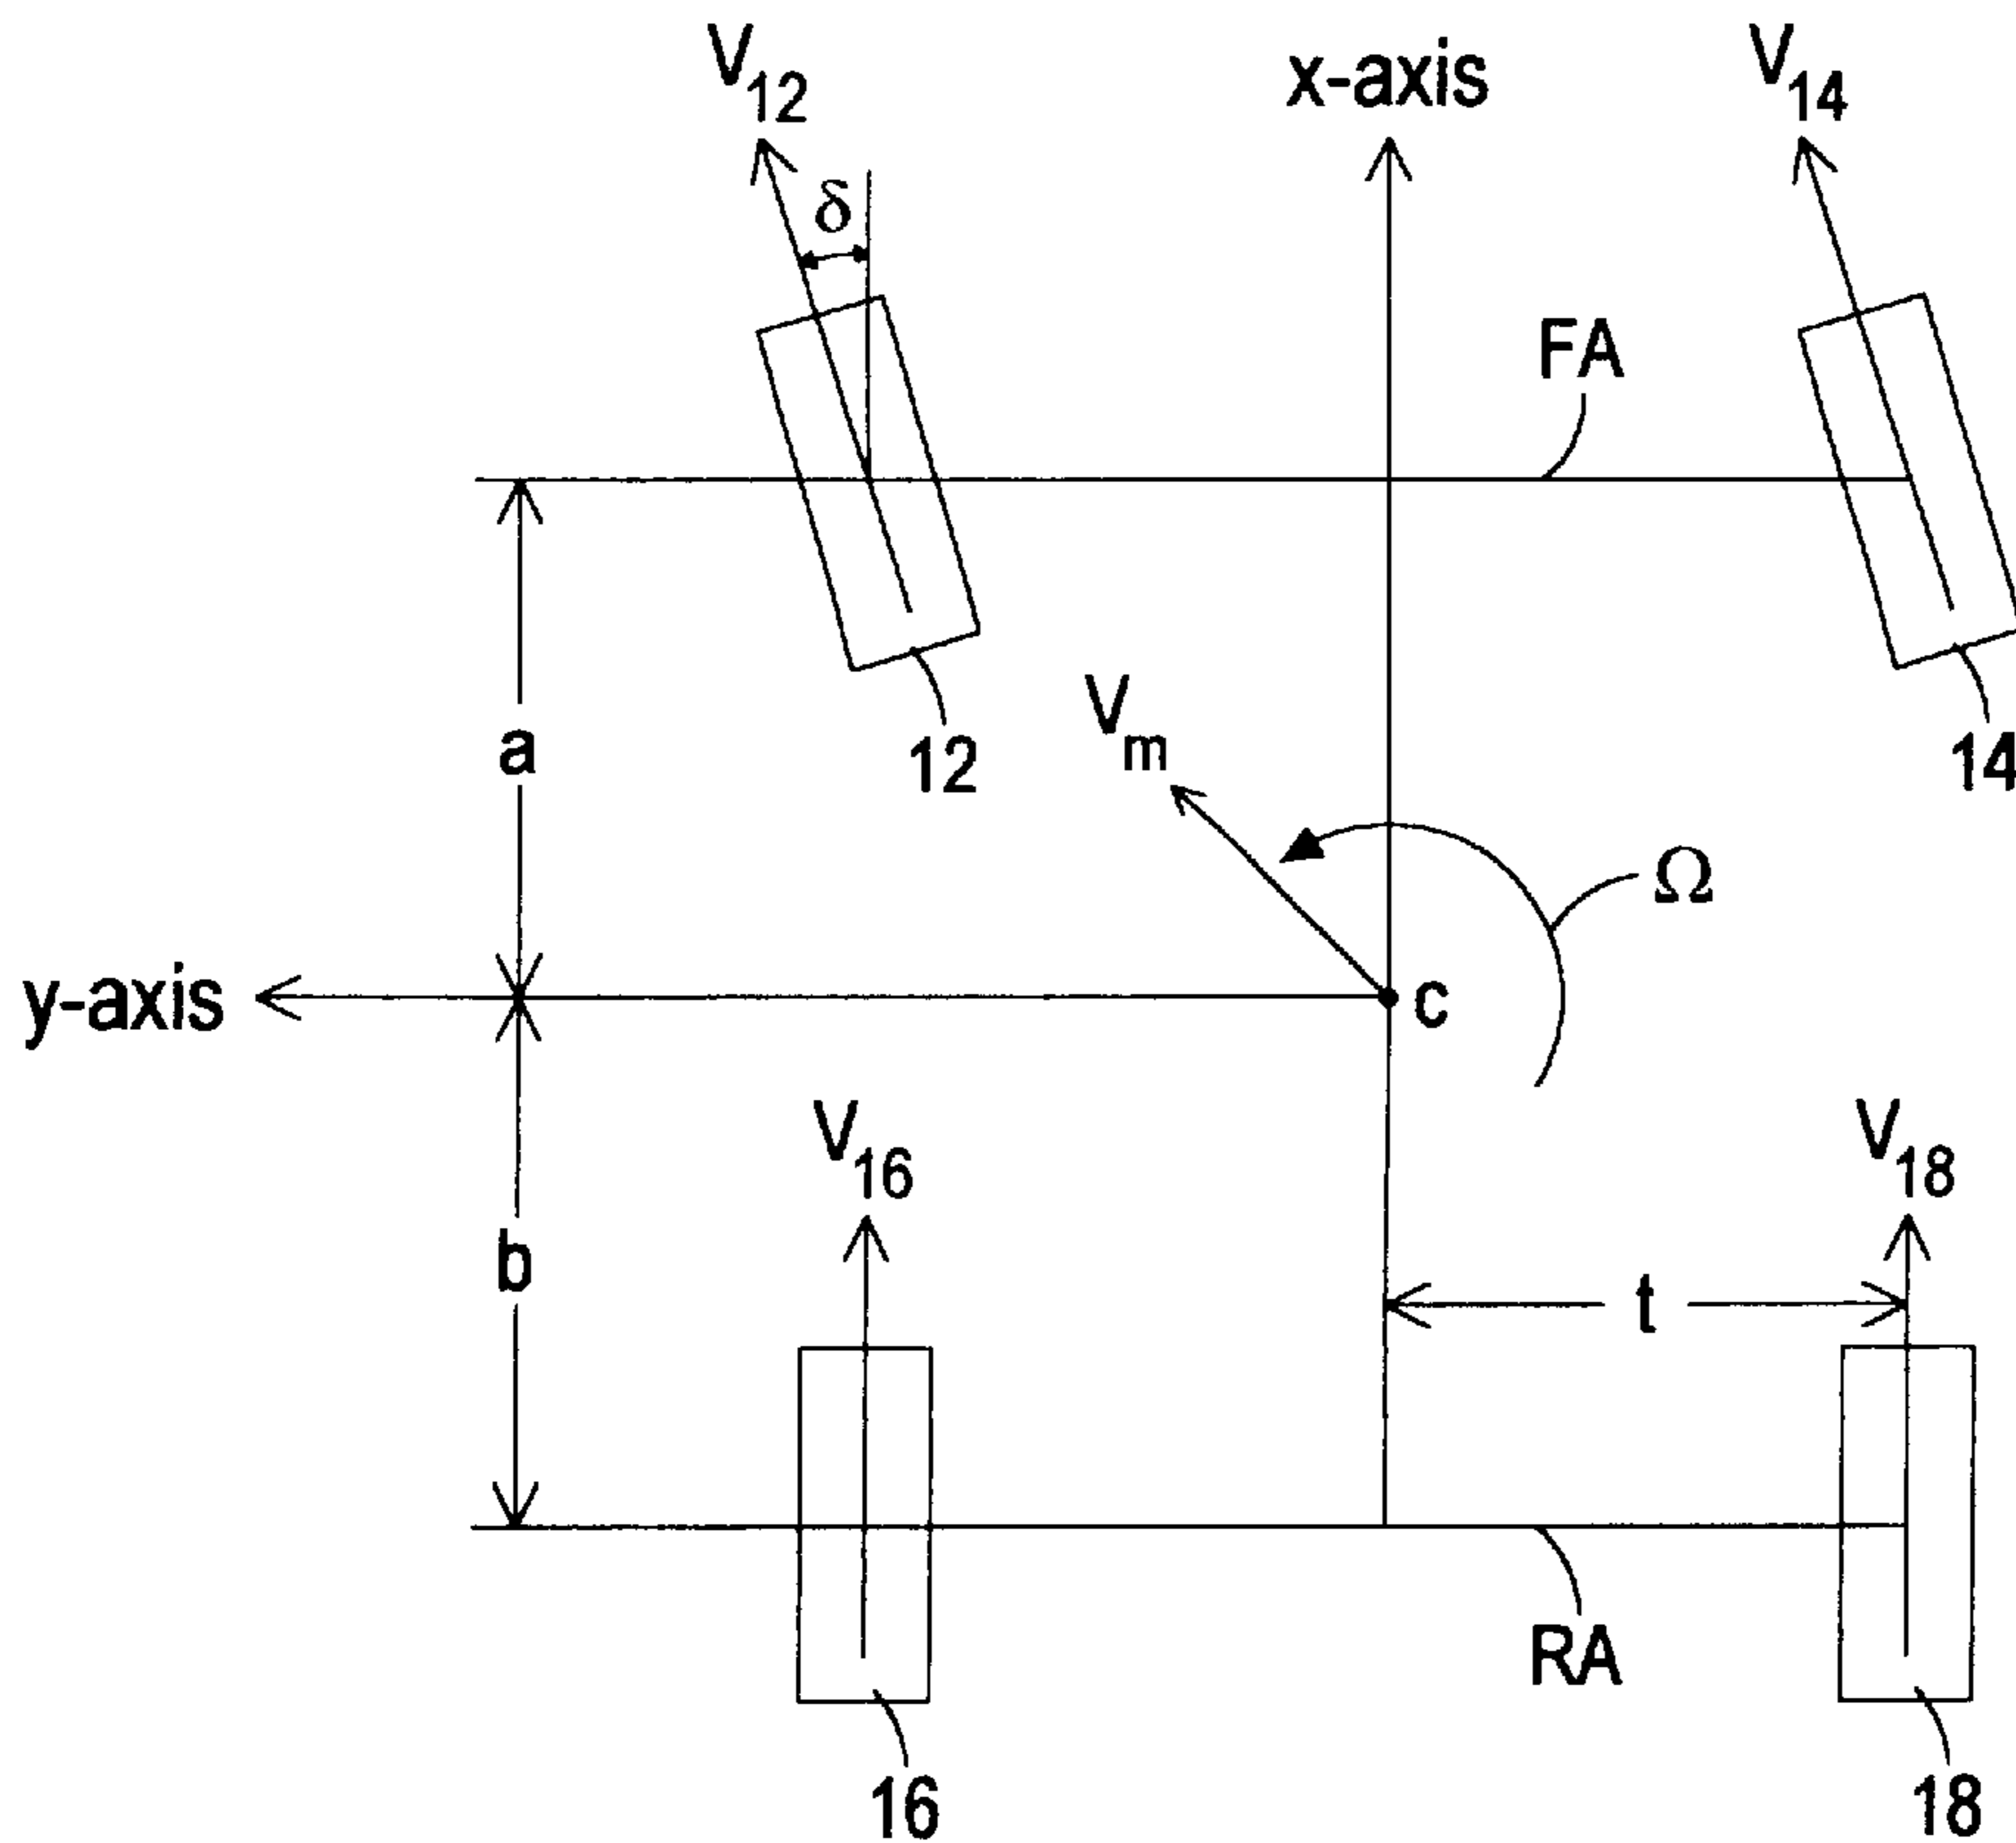 V12
x-axis
V14
δ
FA
Vm
12
14
a
Ω
y-axis
c
V16
V18
b
t
RA
16
18